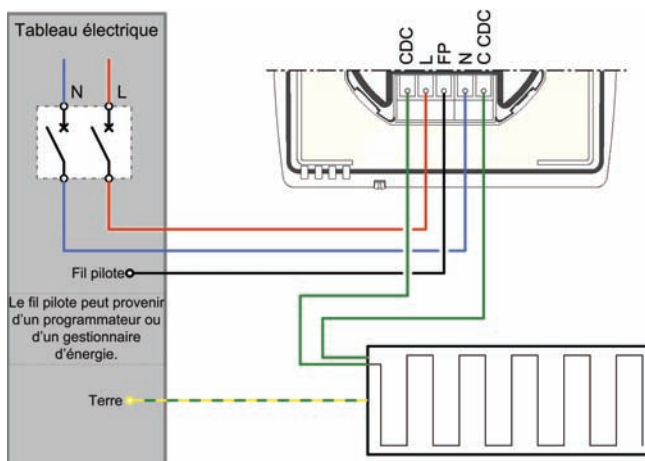 Tableau électrique
N
L
Fil pilote
Le fil pilote peut provenir
d'un programmateur ou
d'un gestionnaire
d'énergie.
Terre
CDC
L
FP
N
C CDC